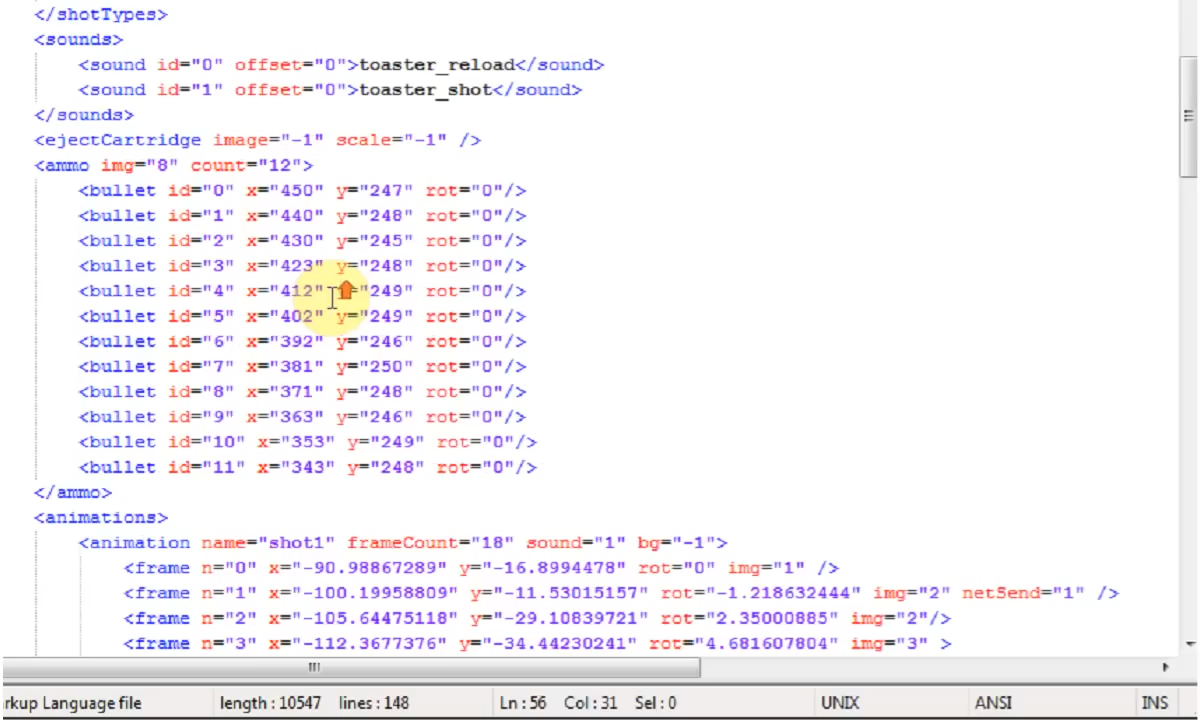 </shotTypes>
<sounds>
<sound id="0" offset="0">toaster_reload</sound>
<sound id="1" offset="0">toaster_shot</sound>
</sounds>
<ejectCartridge image="-1" scale="-1" />
<ammo img="8" count="12">
<bullet id="0" x="450" y="247" rot="0"/>
<bullet id="1" x="440" y="248" rot="0"/>
<bullet id="2" x="430" y="245" rot="0"/>
<bullet id="3" x="423" y="248" rot="0"/>
<bullet id="4" x="412" ="249" rot="0"/>
<bullet id="5" x="402" y="249" rot="0"/>
<bullet id="6" x="392" y="246" rot="0"/>
<bullet id="7" x="381" y="250" rot="0"/>
<bullet id="8" x="371" y="248" rot="0"/>
<bullet id="9" x="363" y="246" rot="0"/>
<bullet id="10" x="353" y="249" rot="0"/>
<bullet id="11" x="343" y="248" rot="0"/>
</ammo>
<animations>
<animation name="shot1" frameCount="18" sound="1" bg="-1">
<frame n="0" x="-90.98867289" y="-16.8994478" rot="0" img="1" />
<frame n="1" x="-100.19958809" y="-11.53015157" rot="-1.218632444" img="2" netSend="1" />
<frame n="2" x="-105.64475118" y="-29.10839721" rot="2.35000885" img="2"/>
<frame n="3" x="-112.3677376" y="-34.44230241" rot="4.681607804" img="3" >
rkup Language file length : 10547 lines : 148 Ln : 56 Col : 31 Sel : 0 UNIX ANSI INS